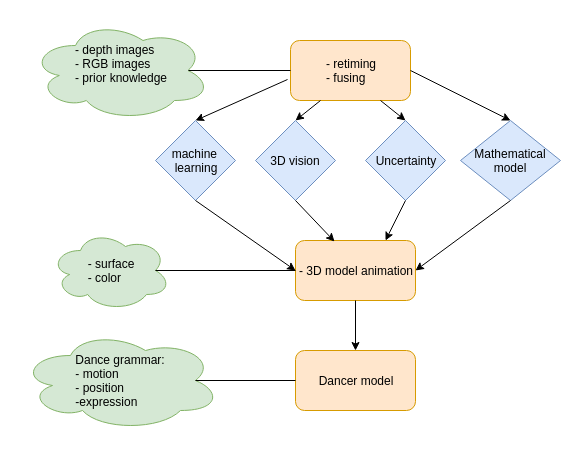 - depth images
- RGB images
- prior knowledge
- retiming
- fusing
machine
learning
3D vision
Uncertainty
Mathematical
model
- surface
- color
- 3D model animation
Dance grammar:
- motion
- position
-expression
Dancer model